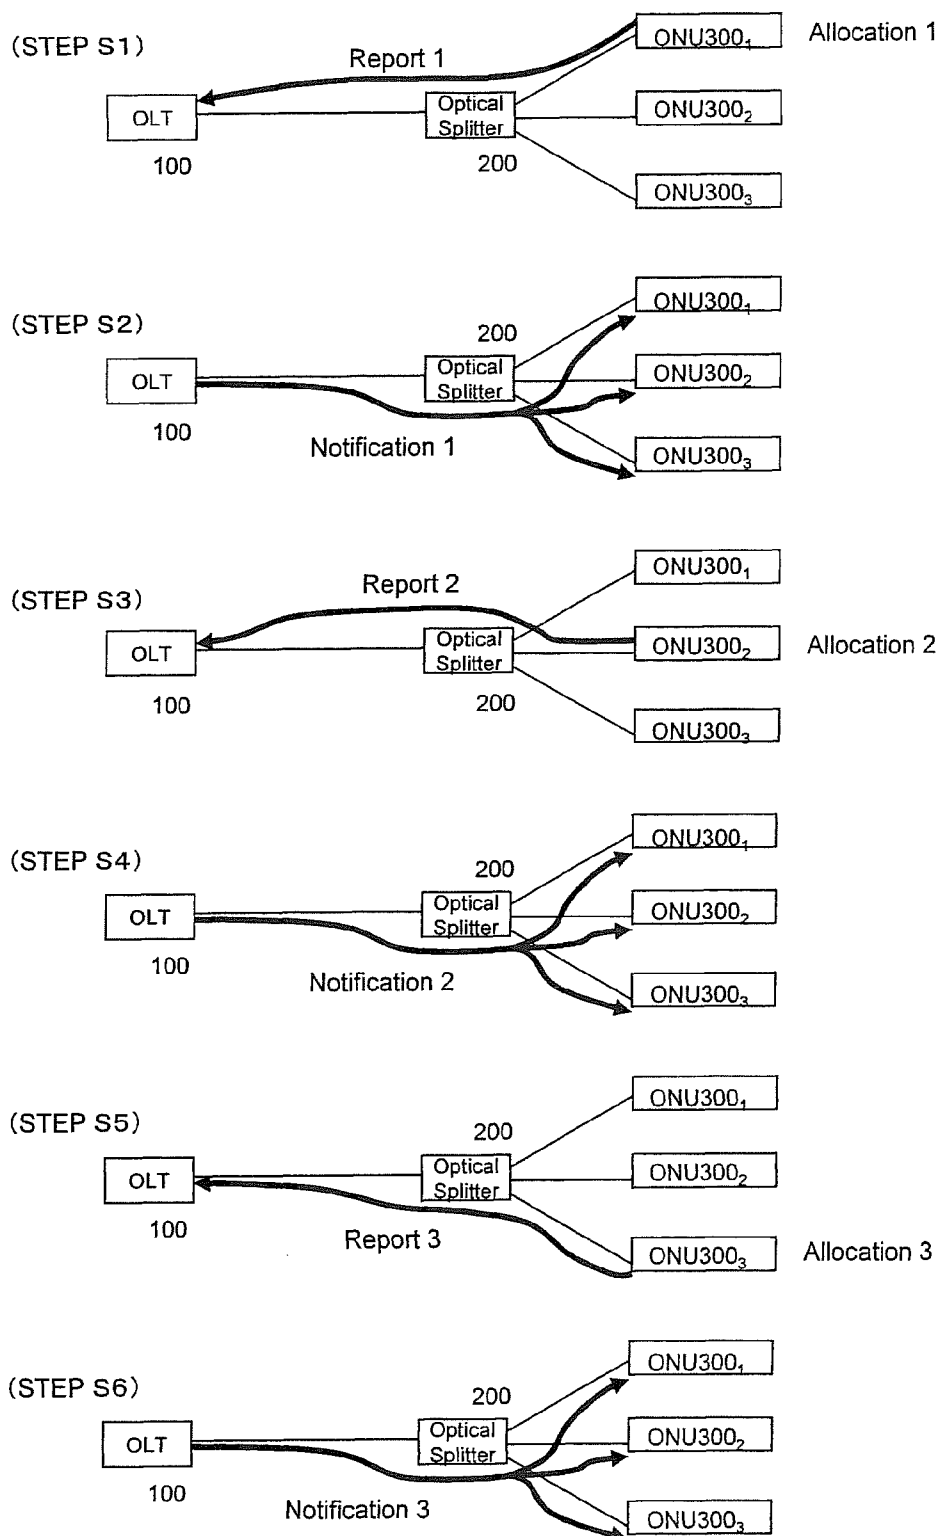 (STEP S1)
Report 1
ONU300₁
Allocation 1
OLT
Optical
Splitter
ONU300₂
100
200
ONU300₃
(STEP S2)
ONU300₁
200
OLT
Optical
Splitter
ONU300₂
100
Notification 1
ONU300₃
(STEP S3)
Report 2
ONU300₁
OLT
Optical
Splitter
ONU300₂
Allocation 2
100
200
ONU300₃
(STEP S4)
ONU300₁
200
OLT
Optical
Splitter
ONU300₂
100
Notification 2
ONU300₃
(STEP S5)
ONU300₁
200
OLT
Optical
Splitter
ONU300₂
100
Report 3
ONU300₃
Allocation 3
(STEP S6)
ONU300₁
200
OLT
Optical
Splitter
ONU300₂
100
Notification 3
ONU300₃